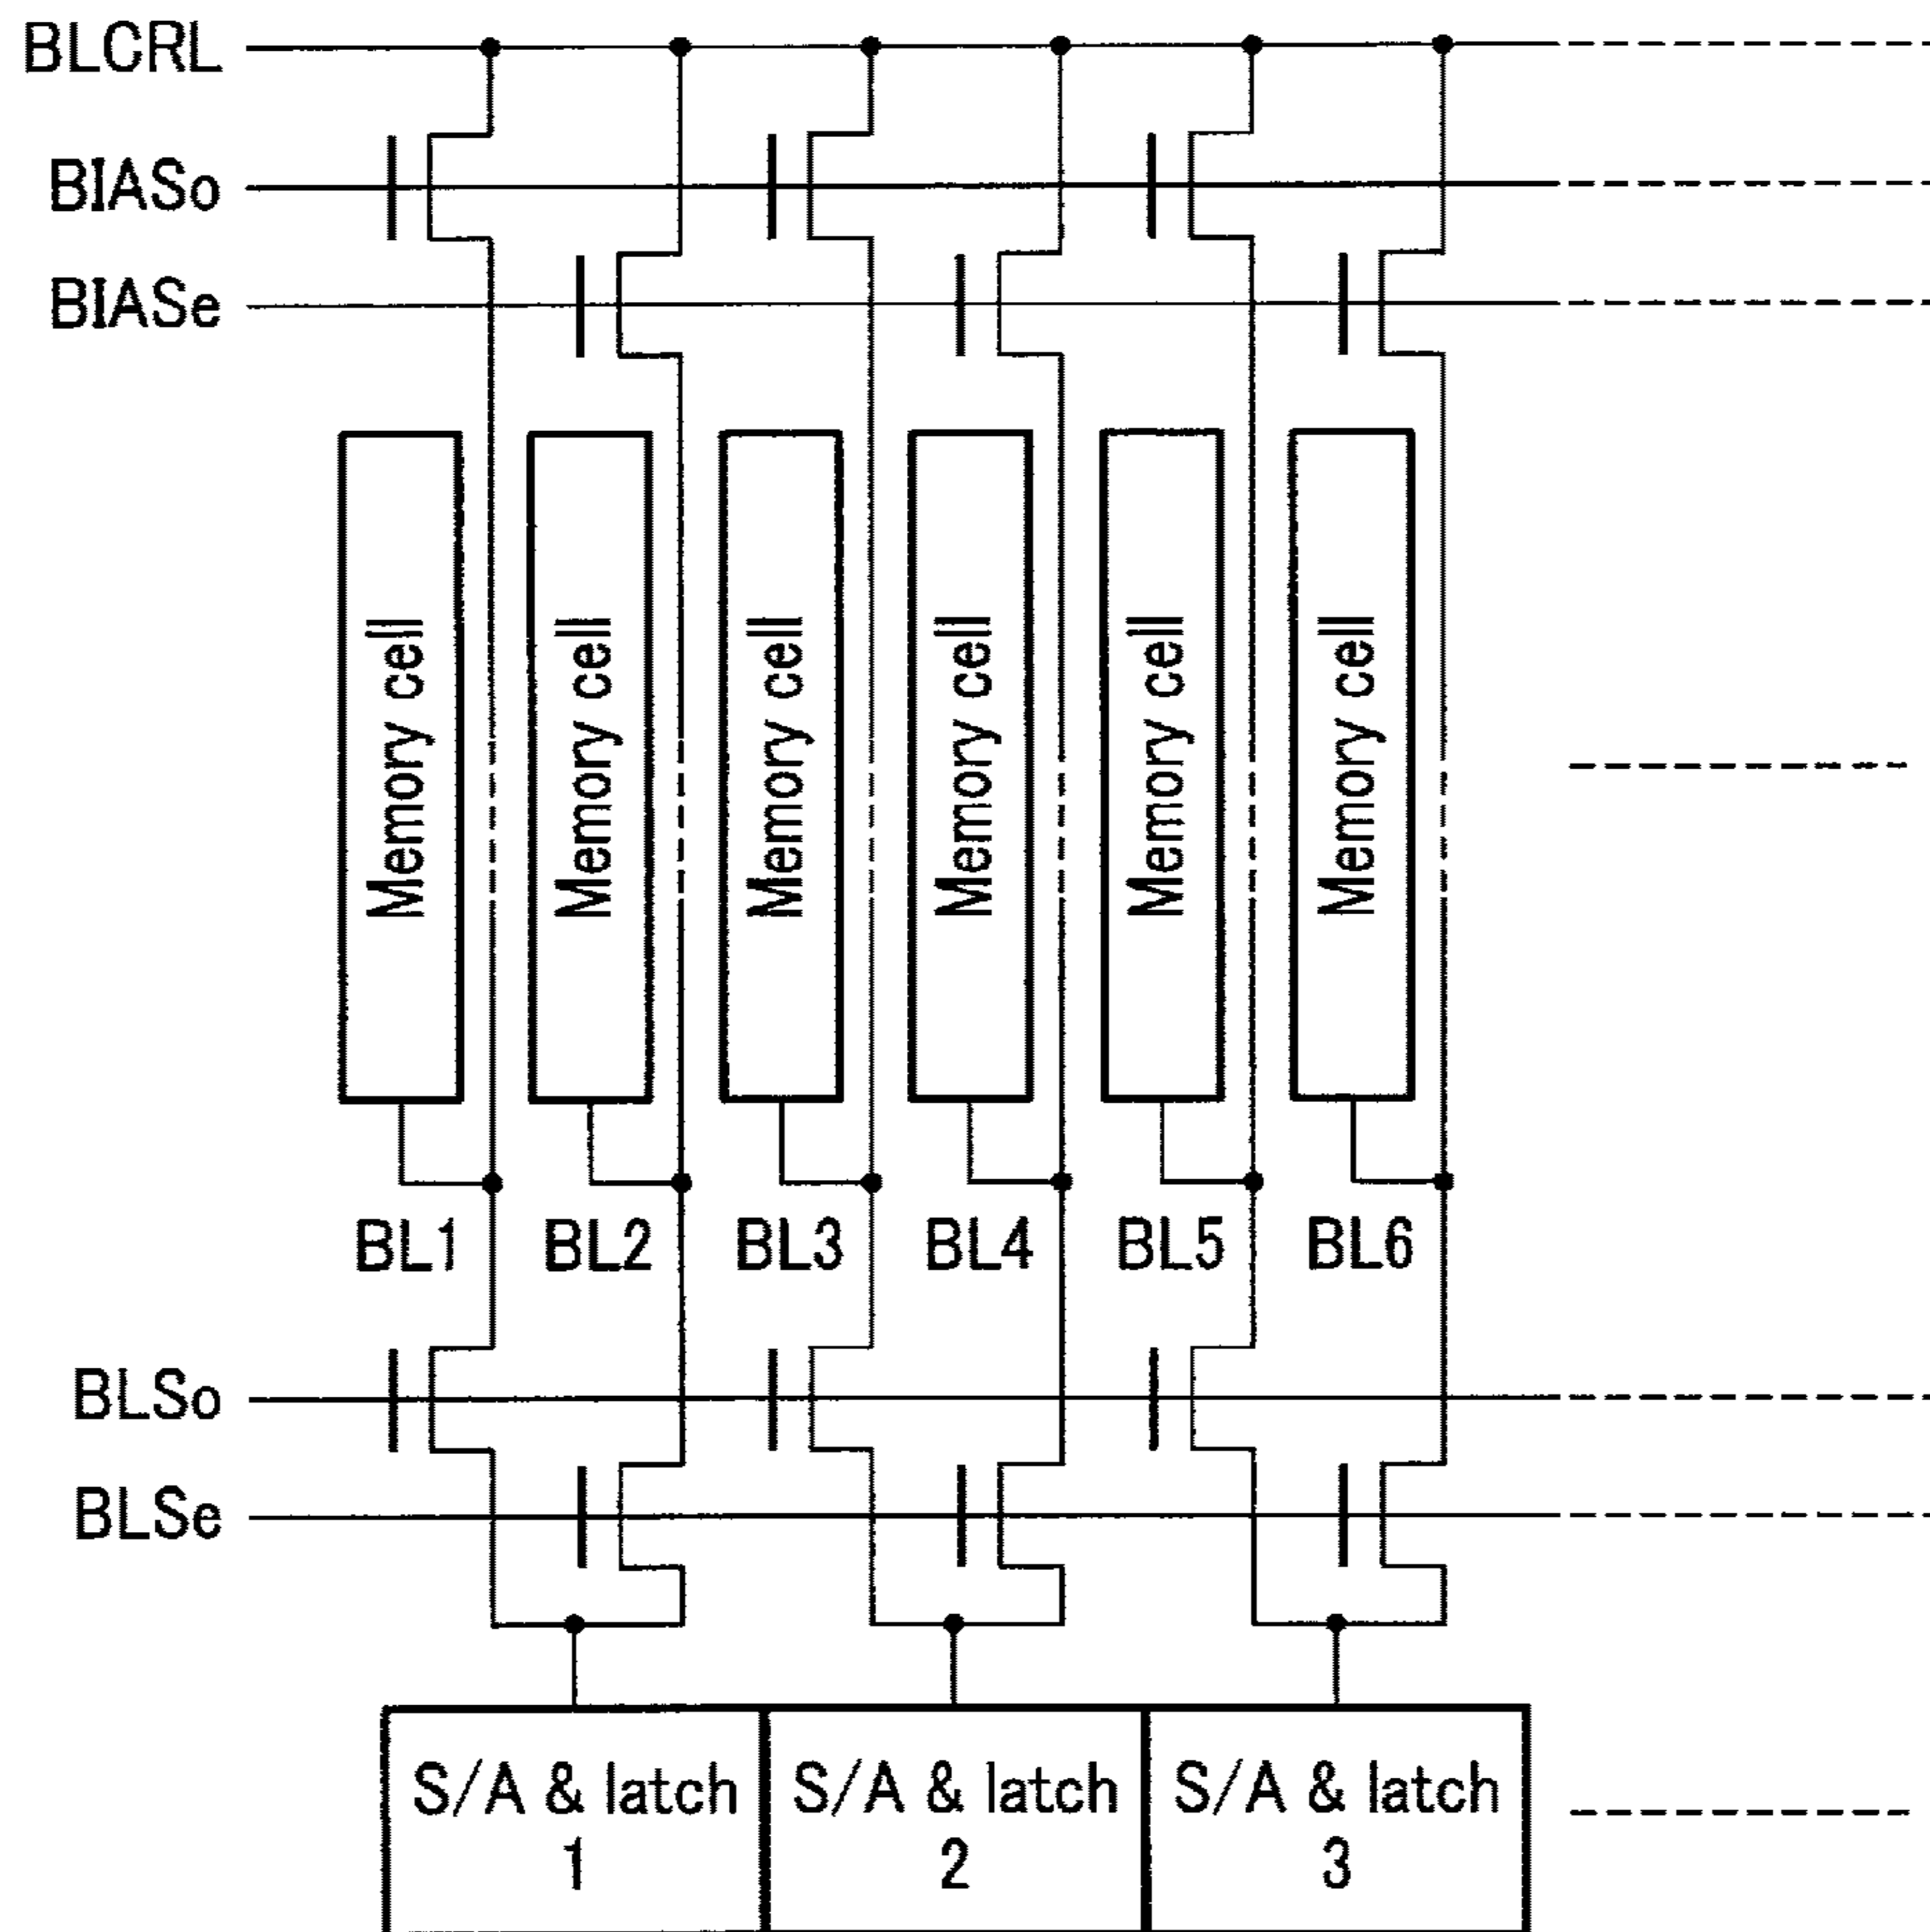 BLCRL
BIASo
BIASe
Memory cell
Memory cell
Memory cell
Memory cell
Memory cell
Memory cell
BL1 BL2 BL3 BL4 BL5 BL6
BLSo
BLSe
S/A & latch S/A & latch S/A & latch
1 2 3